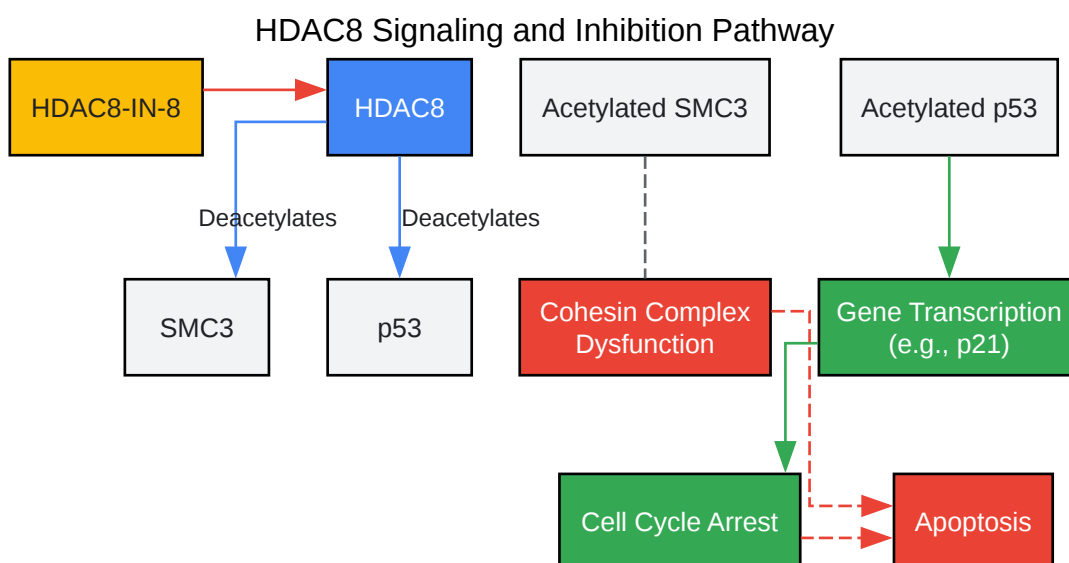 HDAC8 Signaling and Inhibition Pathway
HDAC8-IN-8
HDAC8
Acetylated SMC3
Acetylated p53
Deacetylates
Deacetylates
SMC3
p53
Cohesin Complex
Dysfunction
Gene Transcription
(e.g., p21)
Cell Cycle Arrest
Apoptosis